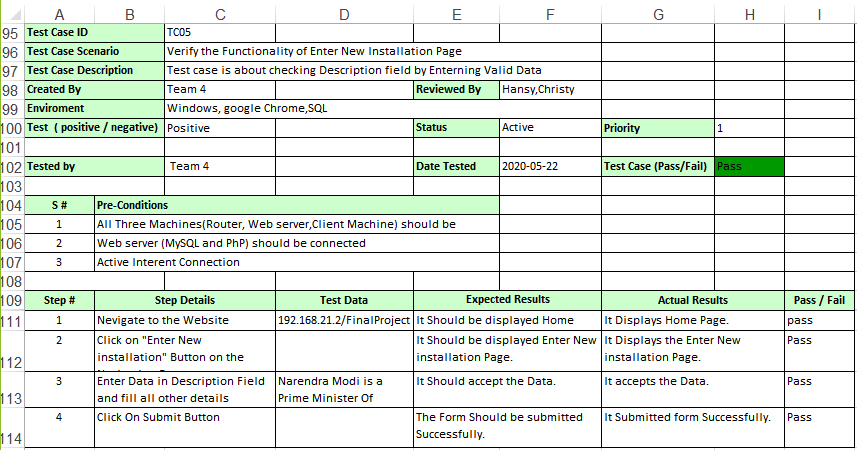 A B C D E F G H I
95 Test Case ID TC05
96 Test Case Scenario Verify the Functionality of Enter New Installation Page
97 Test Case Description Test case is about checking Description field by Enterning Valid Data
98 Created By Team 4 Reviewed By Hansy,Christy
99 Enviroment Windows, google Chrome,SQL
100 Test ( positive / negative) Positive Status Active Priority 1
101
102 Tested by Team 4 Date Tested 2020-05-22 Test Case (Pass/Fail) Pass
103
104 S # Pre-Conditions
105 1 All Three Machines(Router, Web server,Client Machine) should be
106 2 Web server (MySQL and PhP) should be connected
107 3 Active Interent Connection
108
109 Step # Step Details Test Data Expected Results Actual Results Pass / Fail
111 1 Nevigate to the Website 192.168.21.2/FinalProject It Should be displayed Home It Displays Home Page. pass
2 Click on "Enter New It Should be displayed Enter New It Displays the Enter New Pass
112 installation" Button on the installation Page. installation Page.
3 Enter Data in Description Field Narendra Modi is a It Should accept the Data. It accepts the Data. Pass
113 and fill all other details Prime Minister Of
4 Click On Submit Button The Form Should be submitted It Submitted form Successfully. Pass
114 Successfully.